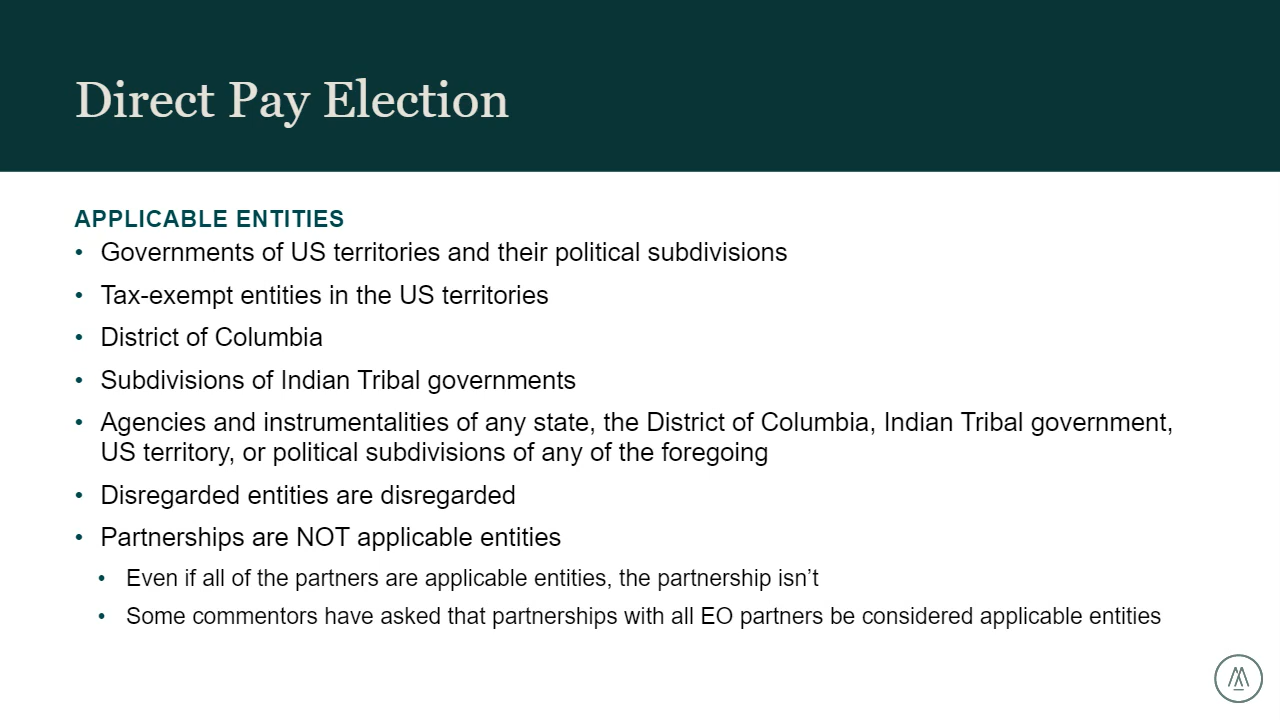 Direct Pay Election
APPLICABLE ENTITIES
• Governments of US territories and their political subdivisions
• Tax-exempt entities in the US territories
• District of Columbia
• Subdivisions of Indian Tribal governments
• Agencies and instrumentalities of any state, the District of Columbia, Indian Tribal government,
US territory, or political subdivisions of any of the foregoing
• Disregarded entities are disregarded
• Partnerships are NOT applicable entities
• Even if all of the partners are applicable entities, the partnership isn’t
• Some commentors have asked that partnerships with all EO partners be considered applicable entities